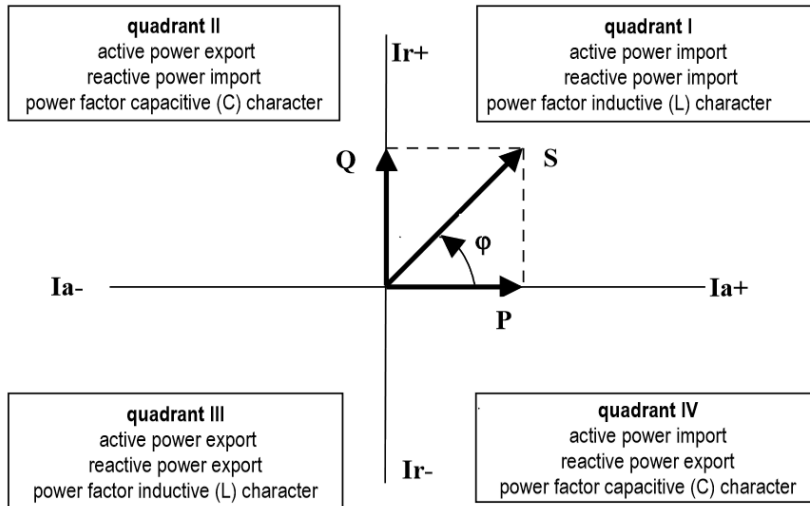 quadrant II
active power export
reactive power import
power factor capacitive (C) character
Ir+
quadrant I
active power import
reactive power import
power factor inductive (L) character
Q
S
φ
Ia-
Ia+
P
quadrant III
active power export
reactive power export
power factor inductive (L) character
Ir-
quadrant IV
active power import
reactive power export
power factor capacitive (C) character